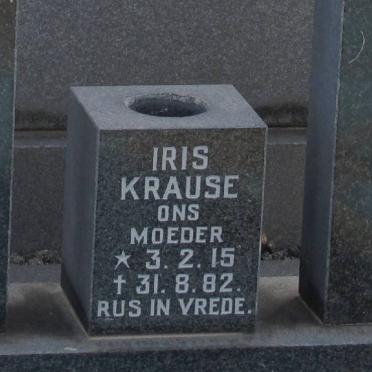 IRIS
KRAUSE
ONS
MOEDER
★ 3. 2. 15
† 31. 8. 82.
RUS IN VREDE.